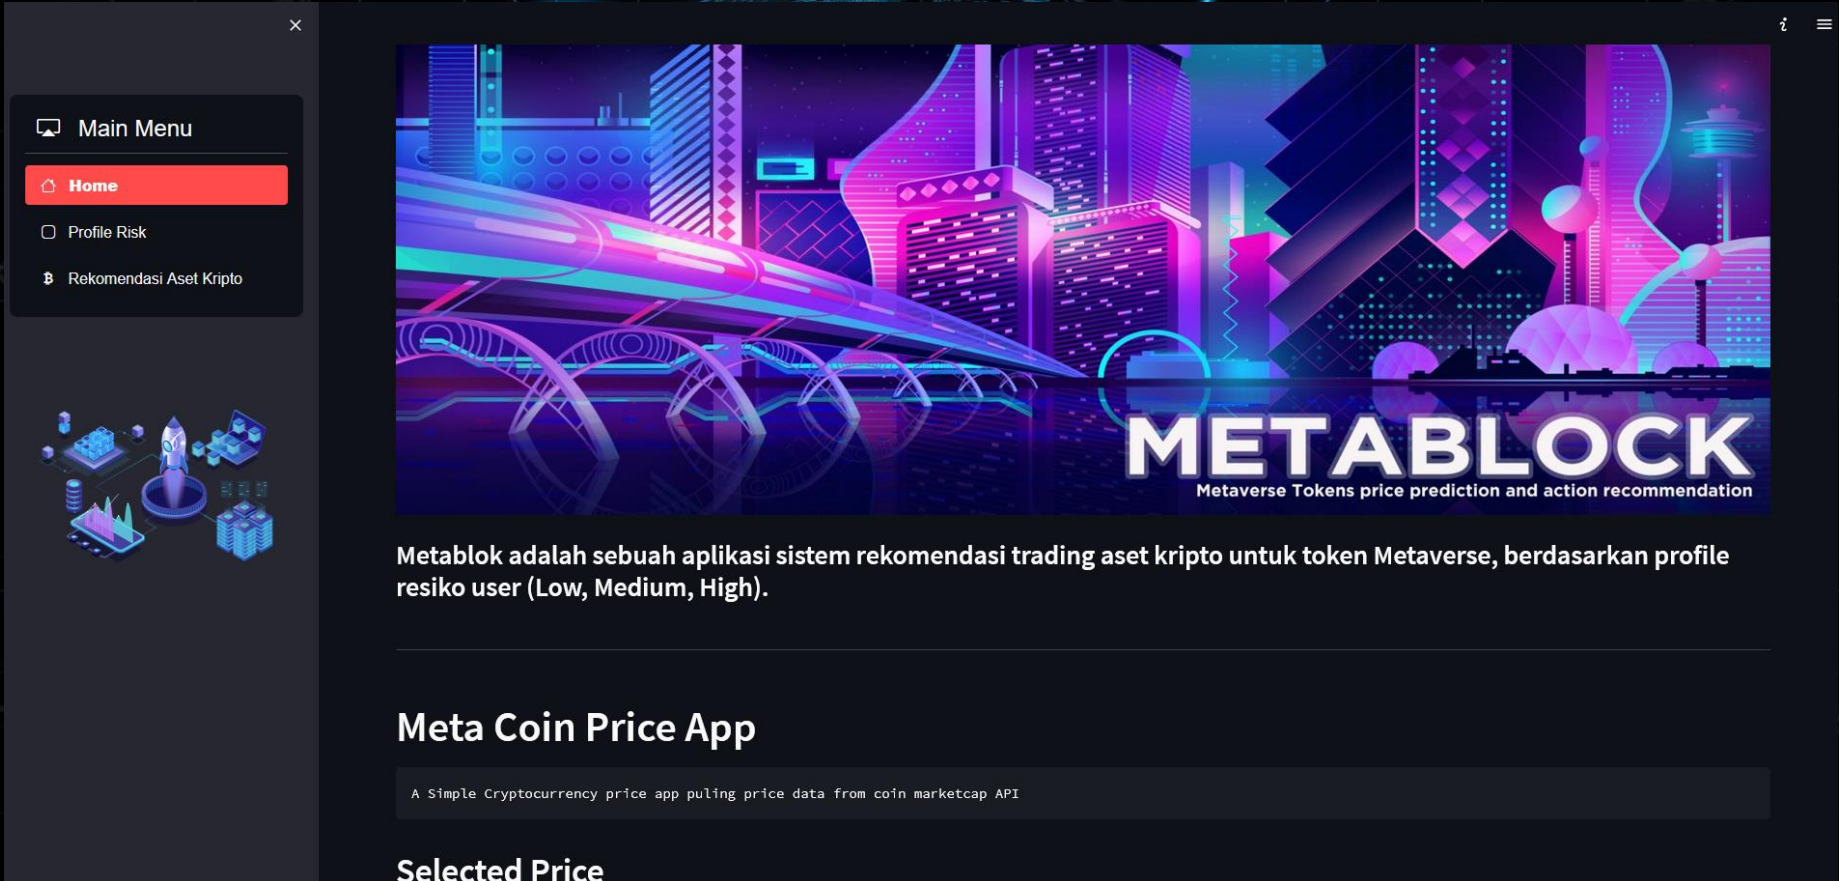 Main Menu
Home
Profile Risk
Rekomendasi Aset Kripto
METABLOCK
Metaverse Tokens price prediction and action recommendation
Metablok adalah sebuah aplikasi sistem rekomendasi trading aset kripto untuk token Metaverse, berdasarkan profile
resiko user (Low, Medium, High).
Meta Coin Price App
A Simple Cryptocurrency price app puling price data from coin marketcap API
Selected Price